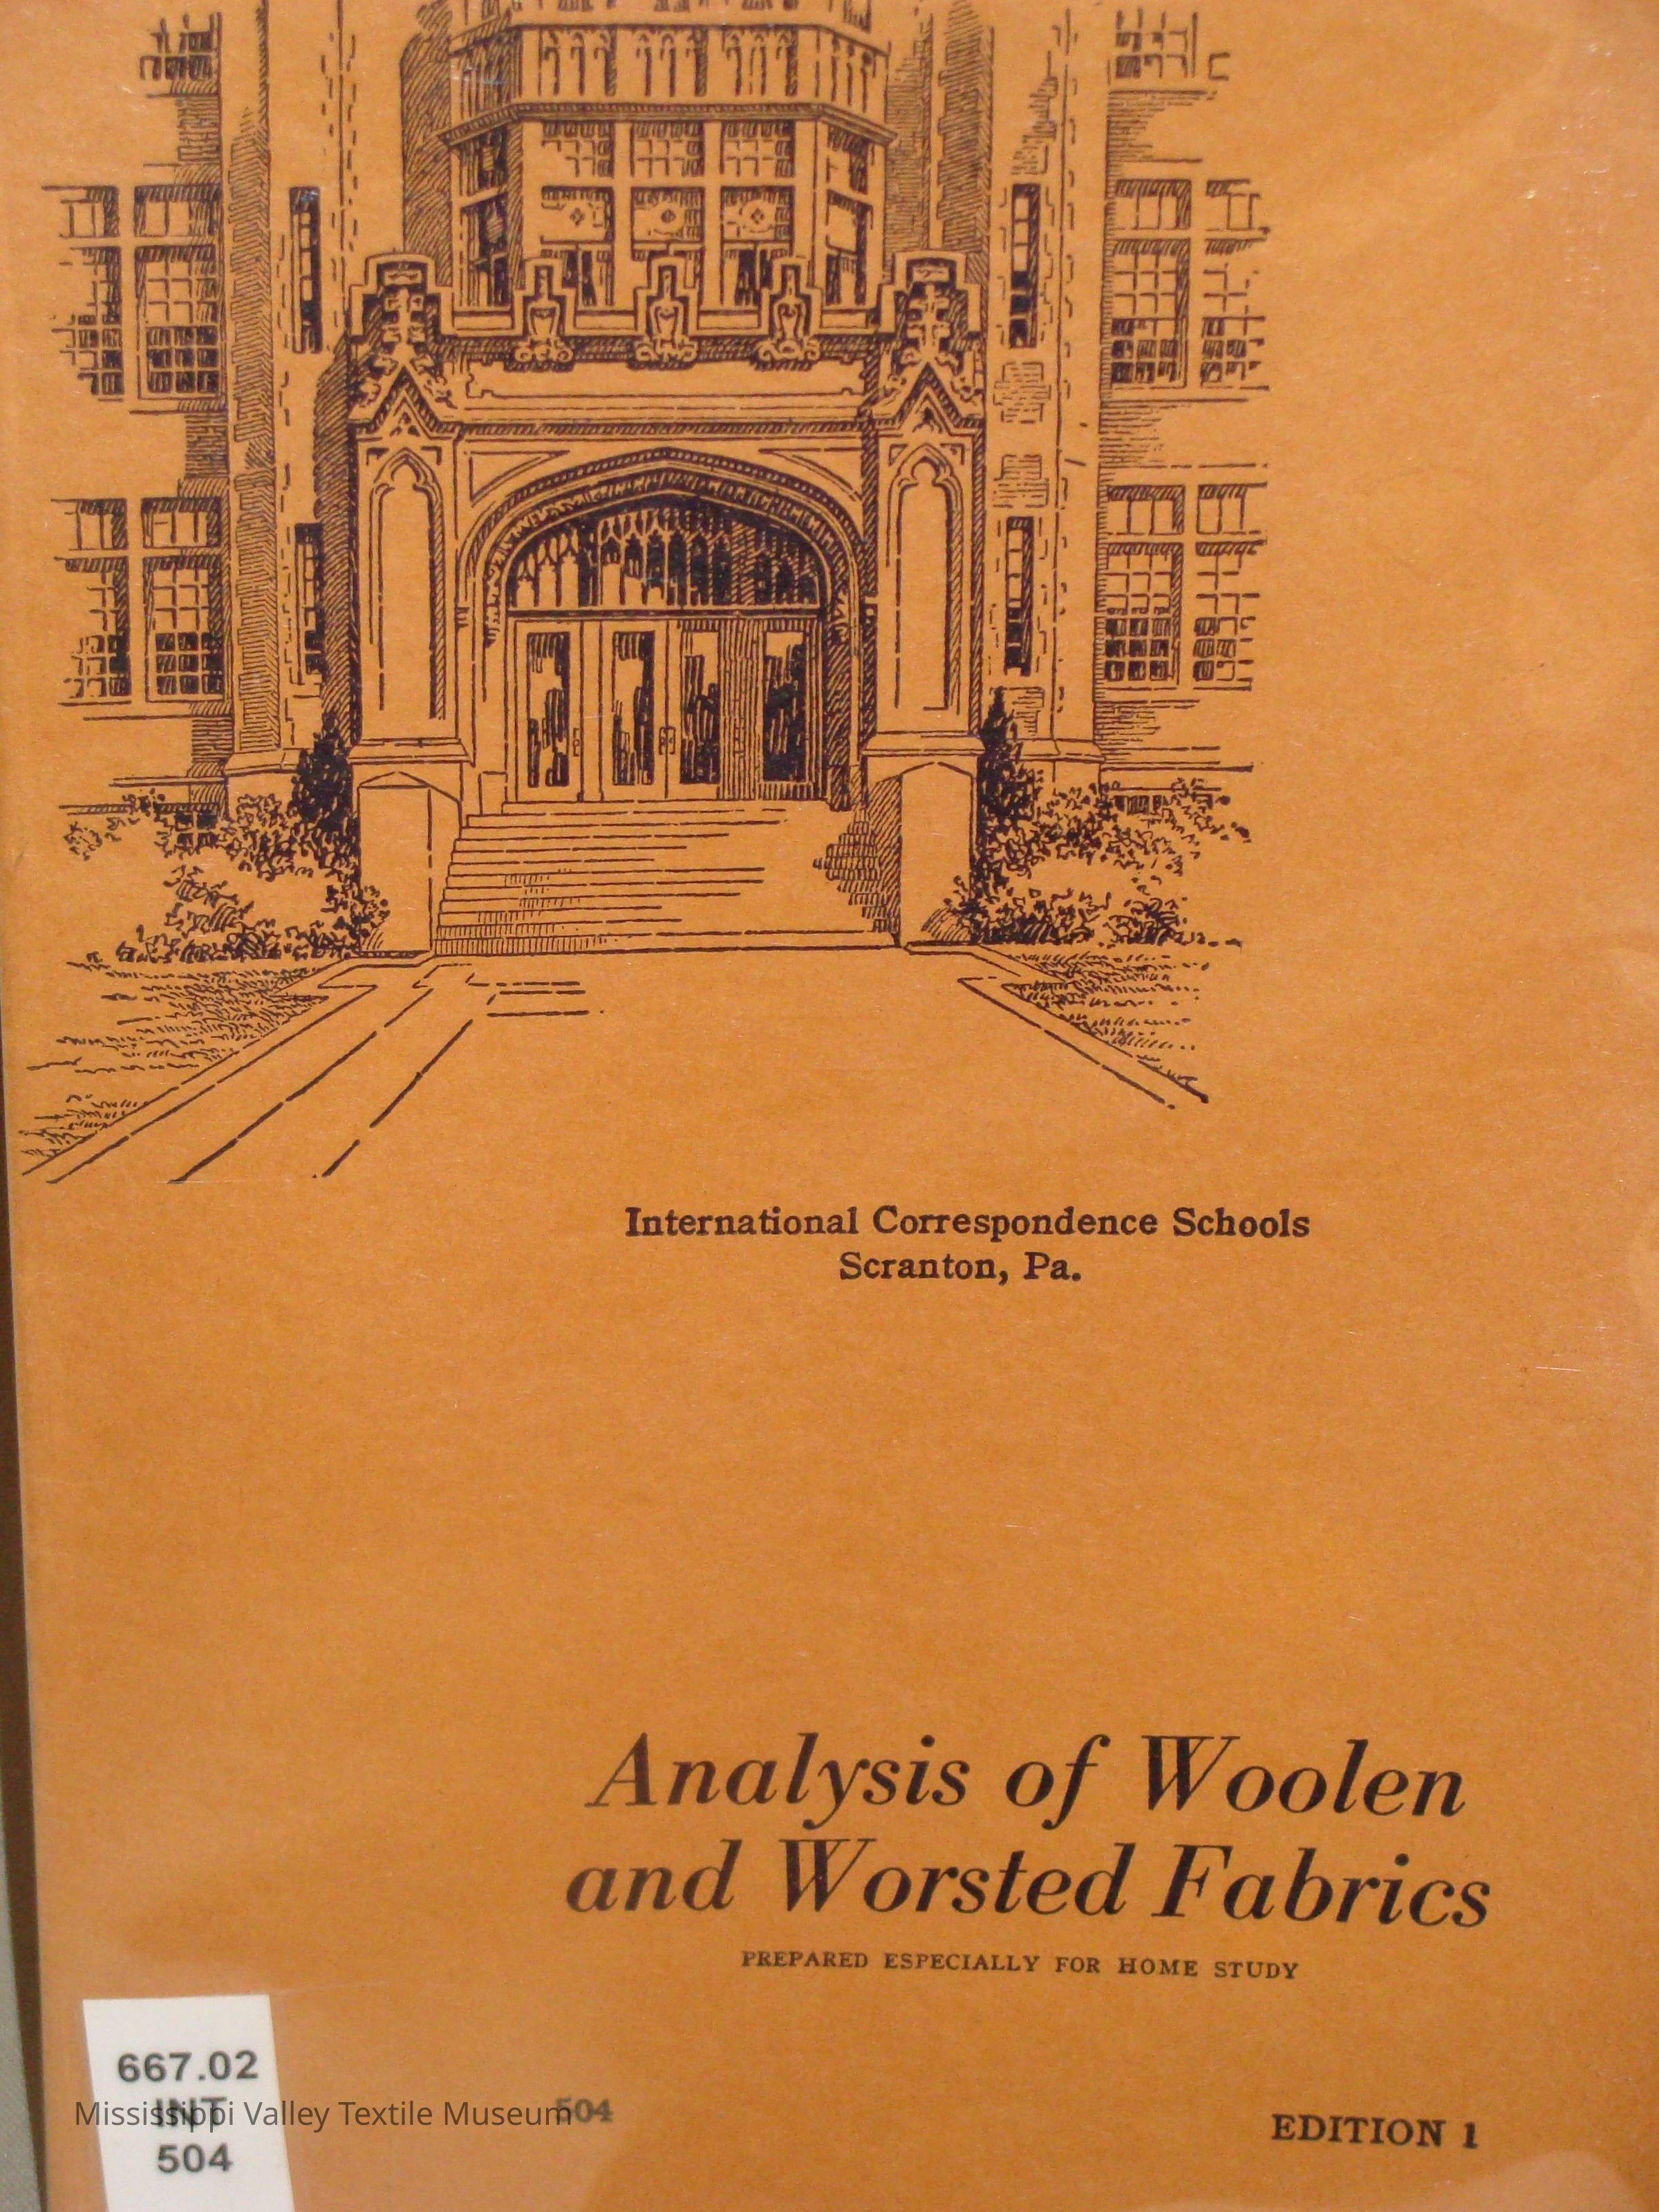 International Correspondence Schools
Scranton, Pa.
Analysis of Woolen
and Worsted Fabrics
PREPARED ESPECIALLY FOR HOME STUDY
667.02
INT
504
Mississippi Valley Textile Museum
504
EDITION 1